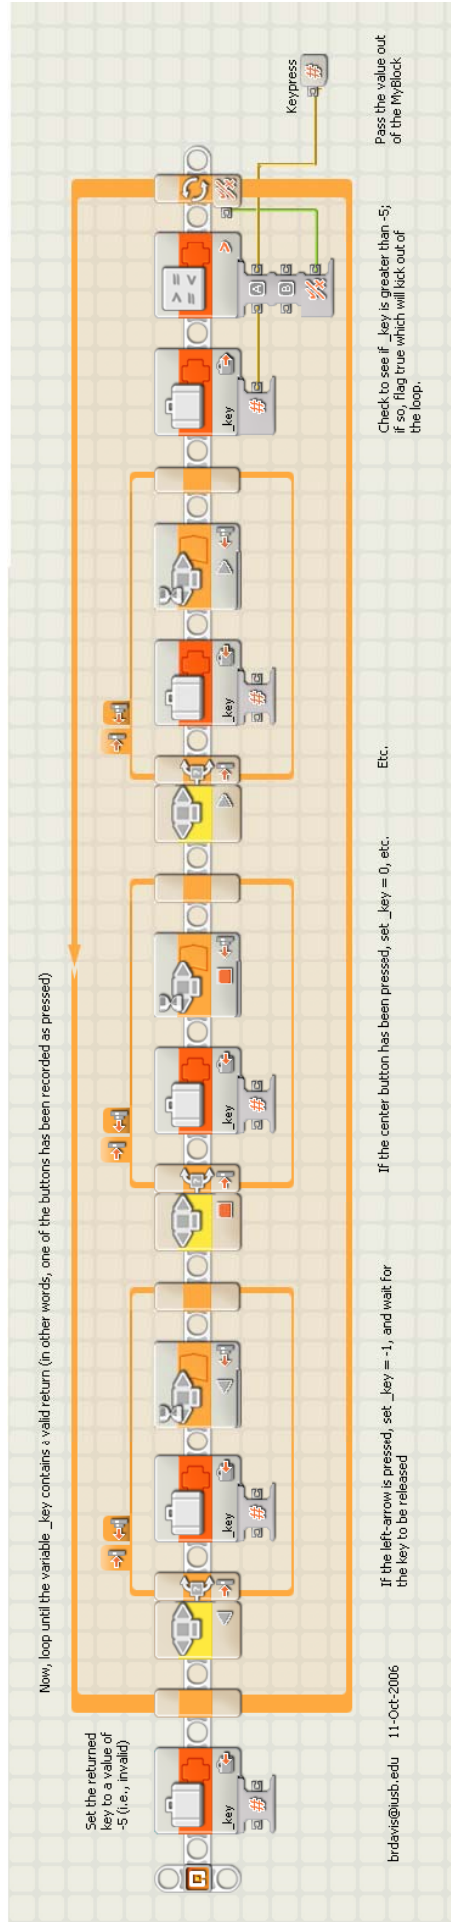 Now, loop until the variable _key contains a valid return (in other words, one of the buttons has been recorded as pressed)
Set the returned
key to a value of
-5 (i.e., invalid)
_key
_key
_key
_key
_key
A
B
Keypress
brdavis@iusb.edu 11-Oct-2006
If the left-arrow is pressed, set _key = -1, and wait for
the key to be released
If the center button has been pressed, set _key = 0, etc.
Etc.
Check to see if _key is greater than -5;
if so, flag true which will kick out of
the loop.
Pass the value out
of the MyBlock